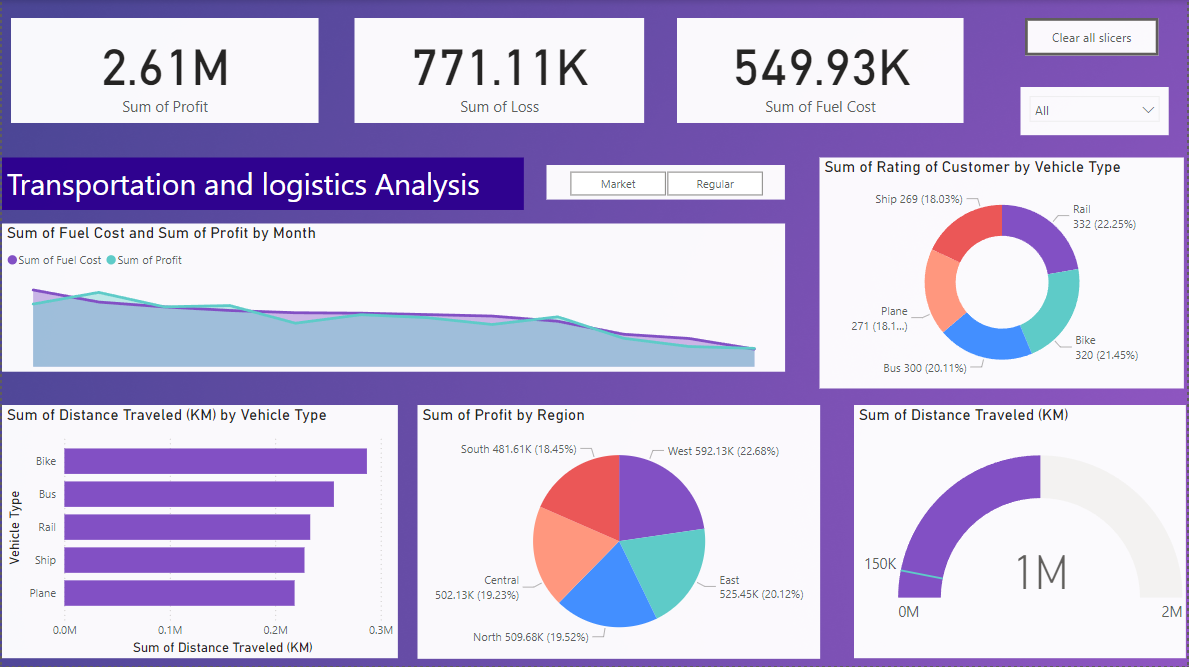 2.61M
Sum of Profit
771.11K
Sum of Loss
549.93K
Sum of Fuel Cost
Clear all slicers
All
Transportation and logistics Analysis
Market
Regular
Sum of Fuel Cost and Sum of Profit by Month
Sum of Fuel Cost
Sum of Profit
Sum of Rating of Customer by Vehicle Type
Ship 269 (18.03%)
Rail
332 (22.25%)
Plane
271 (18.1...)
Bike
320 (21.45%)
Bus 300 (20.11%)
Sum of Distance Traveled (KM) by Vehicle Type
Vehicle Type
Bike
Bus
Rail
Ship
Plane
0.0M
0.1M
0.2M
0.3M
Sum of Distance Traveled (KM)
Sum of Profit by Region
South 481.61K (18.45%)
West 592.13K (22.68%)
Central
502.13K (19.23%)
East
525.45K (20.12%)
North 509.68K (19.52%)
Sum of Distance Traveled (KM)
150K
1M
0M
2M